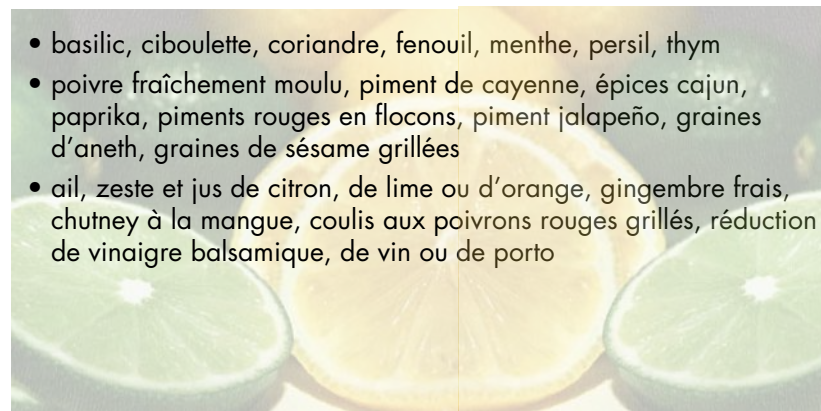 • basilic, ciboulette, coriandre, fenouil, menthe, persil, thym
• poivre fraîchement moulu, piment de cayenne, épices cajun,
paprika, piments rouges en flocons, piment jalapeño, graines
d’aneth, graines de sésame grillées
• ail, zeste et jus de citron, de lime ou d’orange, gingembre frais,
chutney à la mangue, coulis aux poivrons rouges grillés, réduction
de vinaigre balsamique, de vin ou de porto